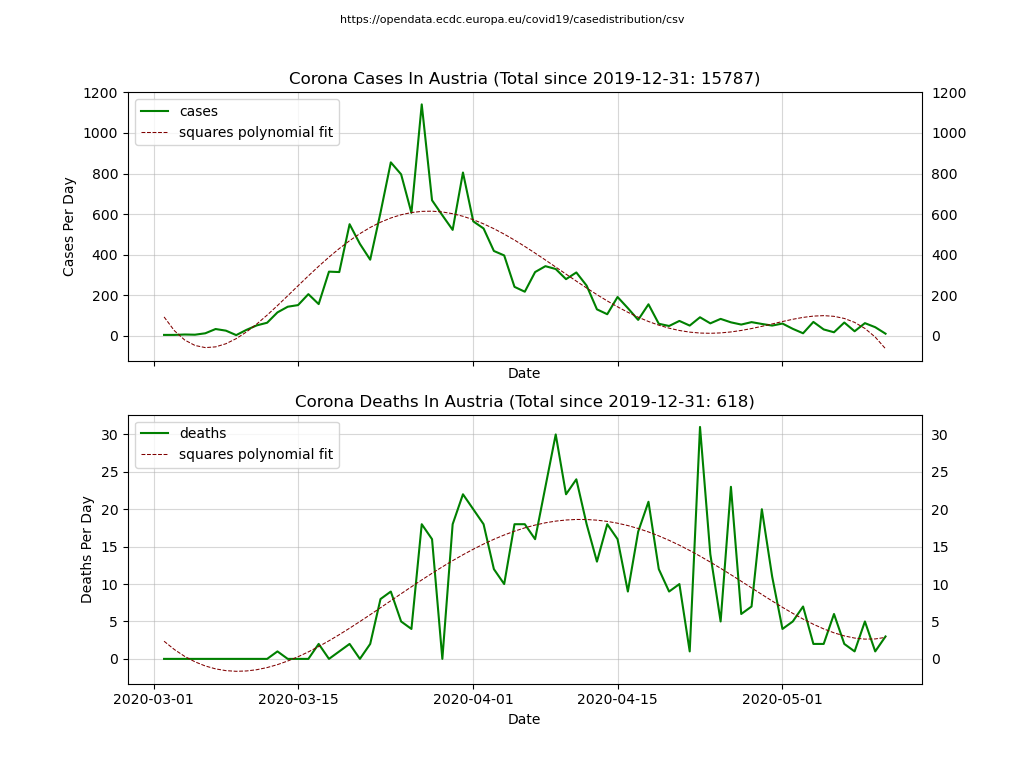 https://opendata.ecdc.europa.eu/covid19/casedistribution/csv
Corona Cases In Austria (Total since 2019-12-31: 15787)
cases
squares polynomial fit
Cases Per Day
1200
1000
800
600
400
200
0
1200
1000
800
600
400
200
0
Date
Corona Deaths In Austria (Total since 2019-12-31: 618)
deaths
squares polynomial fit
Deaths Per Day
30
25
20
15
10
5
0
30
25
20
15
10
5
0
2020-03-01 2020-03-15 2020-04-01 2020-04-15 2020-05-01
Date